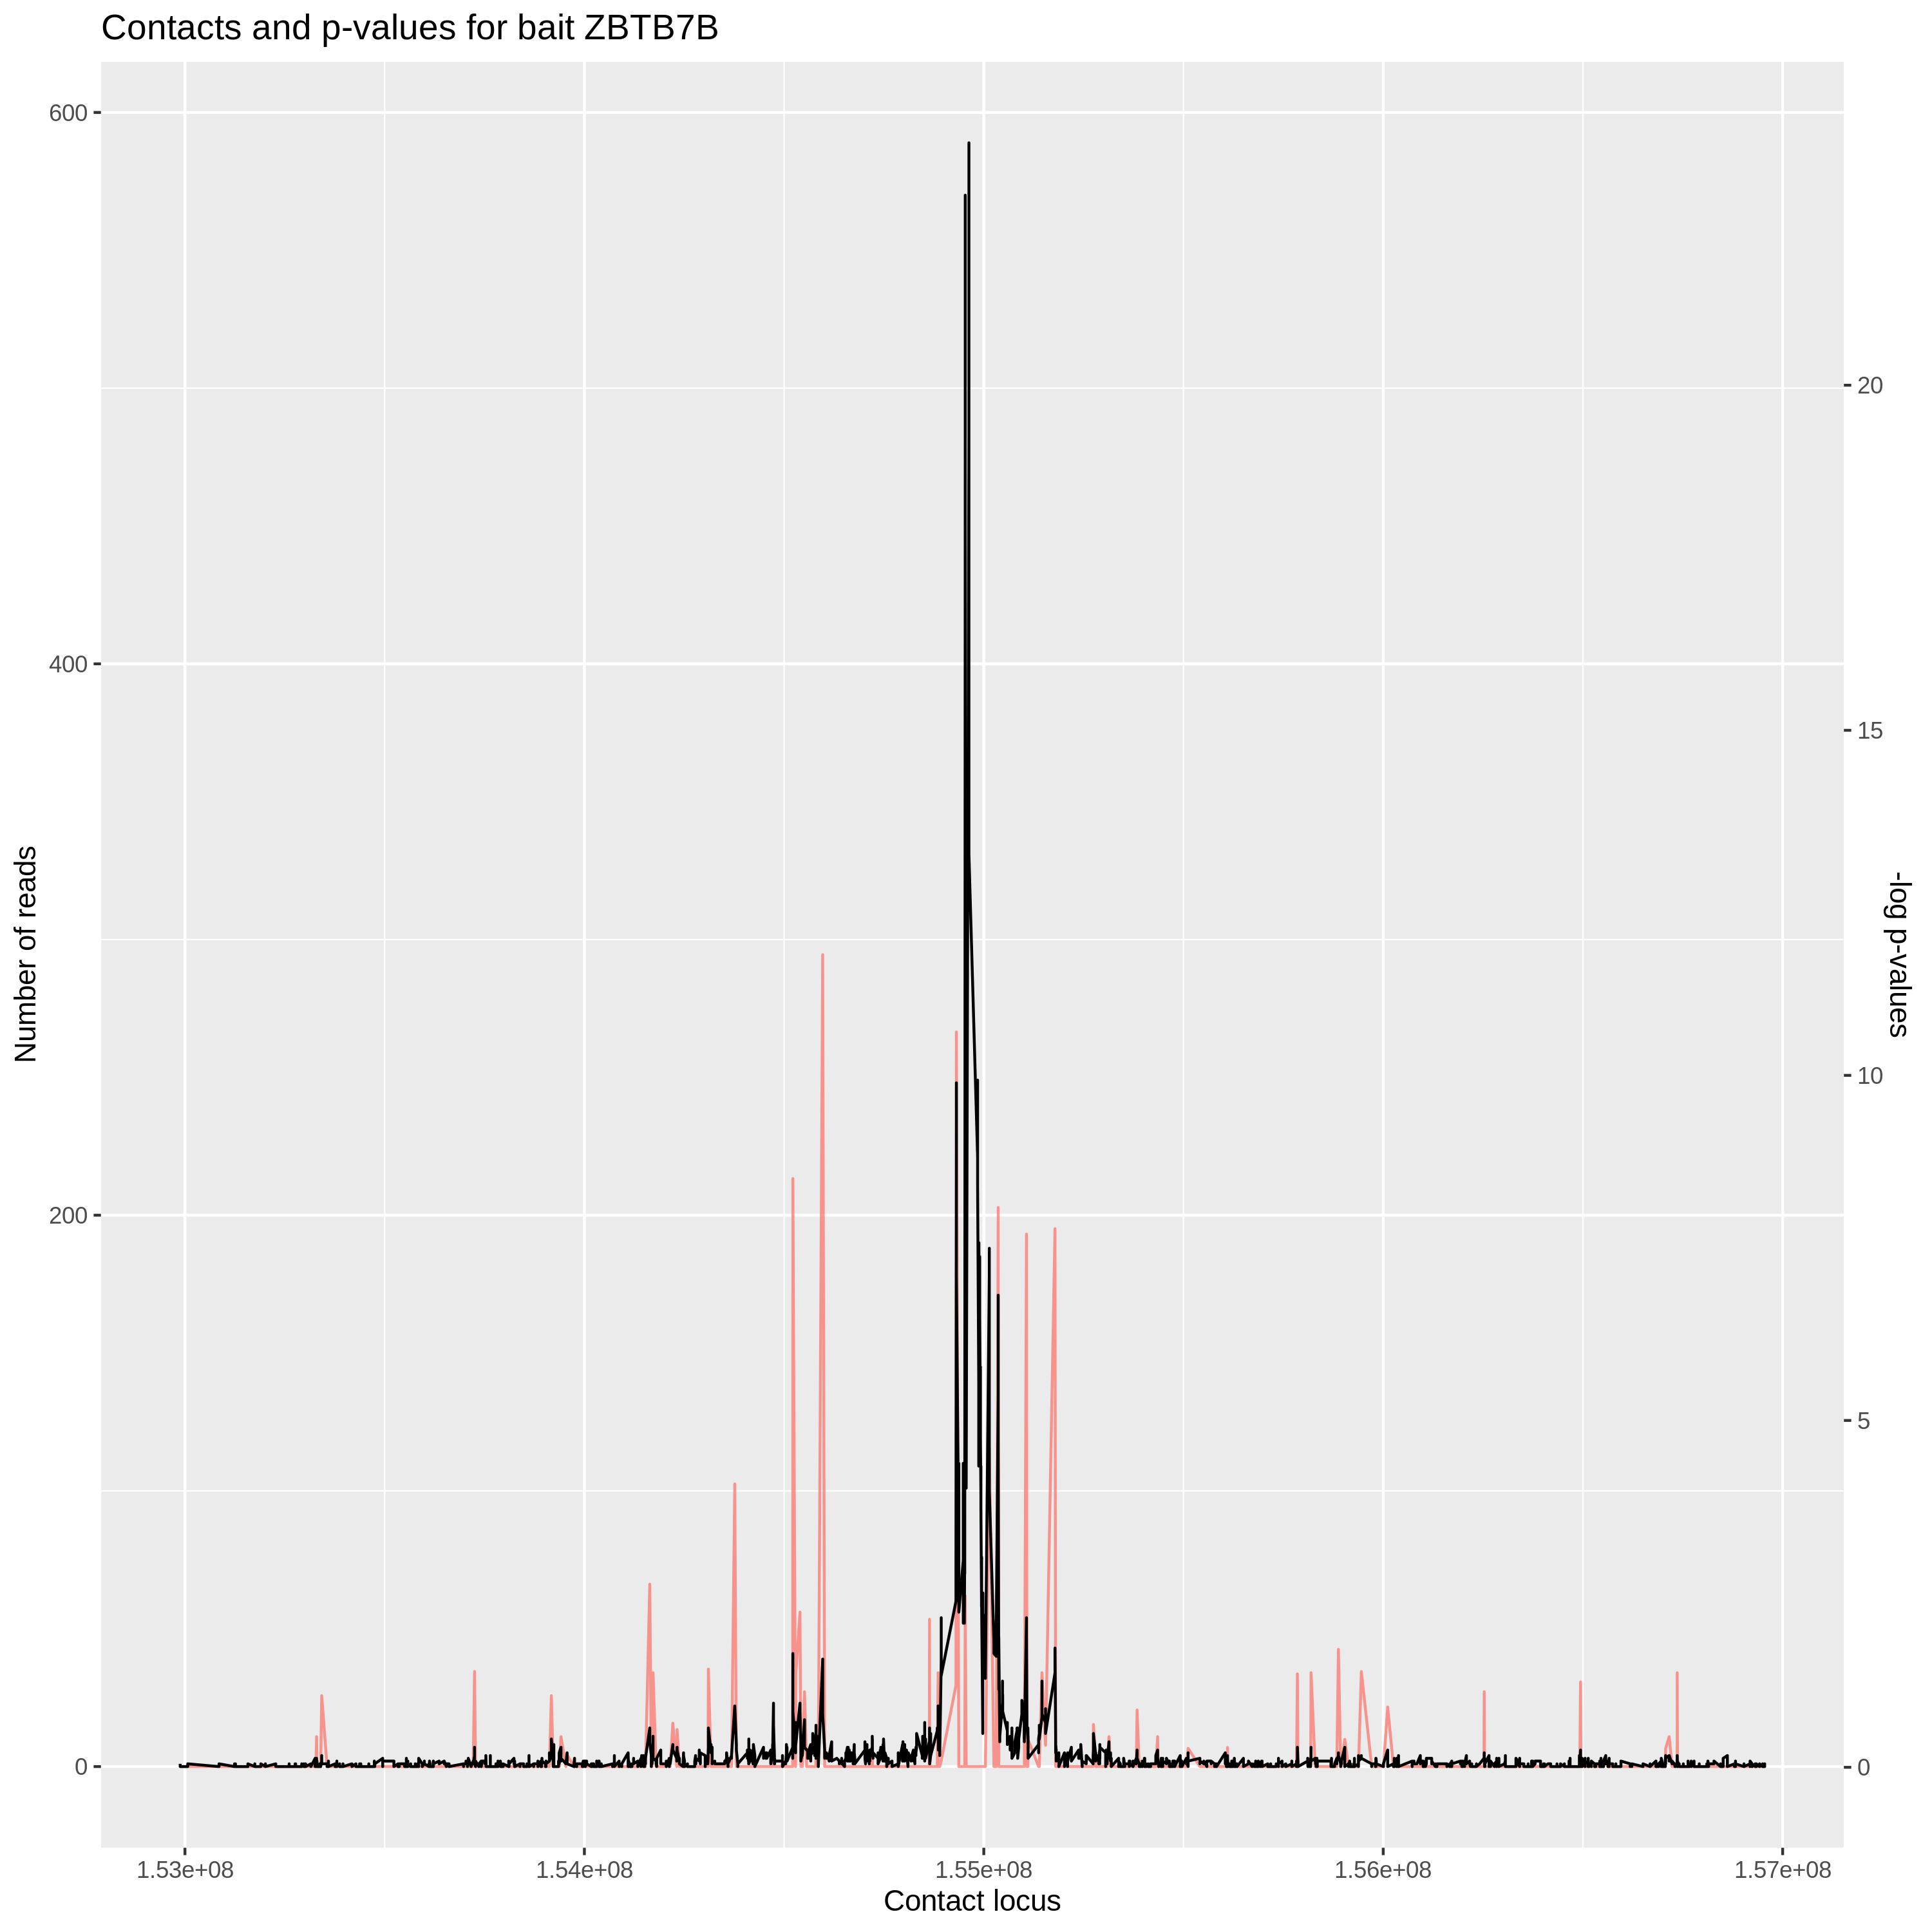 Contacts and p-values for bait ZBTB7B
600
400
200
0
Number of reads
20
15
10
5
0
-log p-values
1.53e+08 1.54e+08 1.55e+08 1.56e+08 1.57e+08
Contact locus